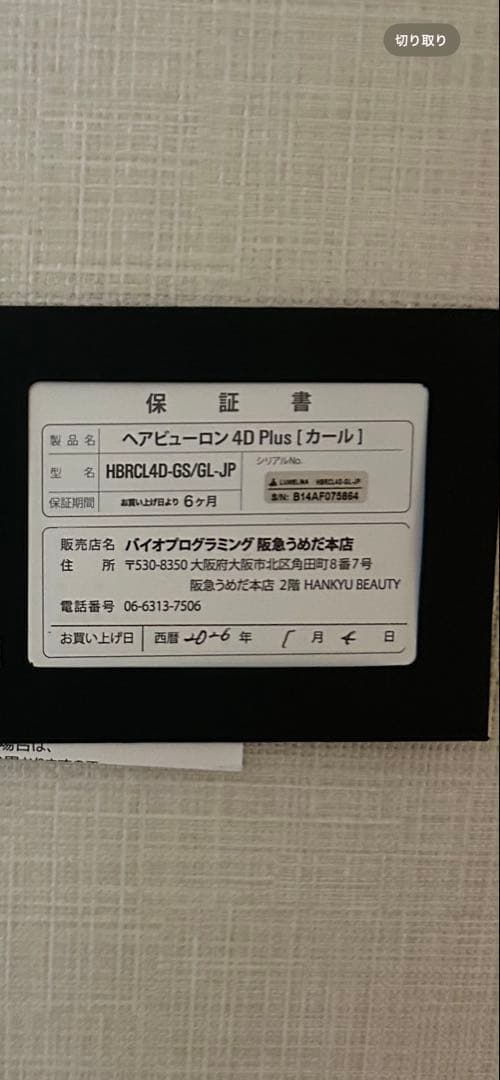 切り取り
保証書
製品名 ヘアビューロン 4D Plus [カール]
型名 HBRCL4D-GS/GL-JP
シリアルNo.
LUMIELINA HBRCL4D-GL-JP
S/N: B14AF075864
保証期間 お買い上げ日より 6ヶ月
販売店名 バイオプログラミング 阪急うめだ本店
住所 〒530-8350 大阪府大阪市北区角田町8番7号
阪急うめだ本店 2階 HANKYU BEAUTY
電話番号 06-6313-7506
お買い上げ日 西暦 2026 年 月 日
場合は、